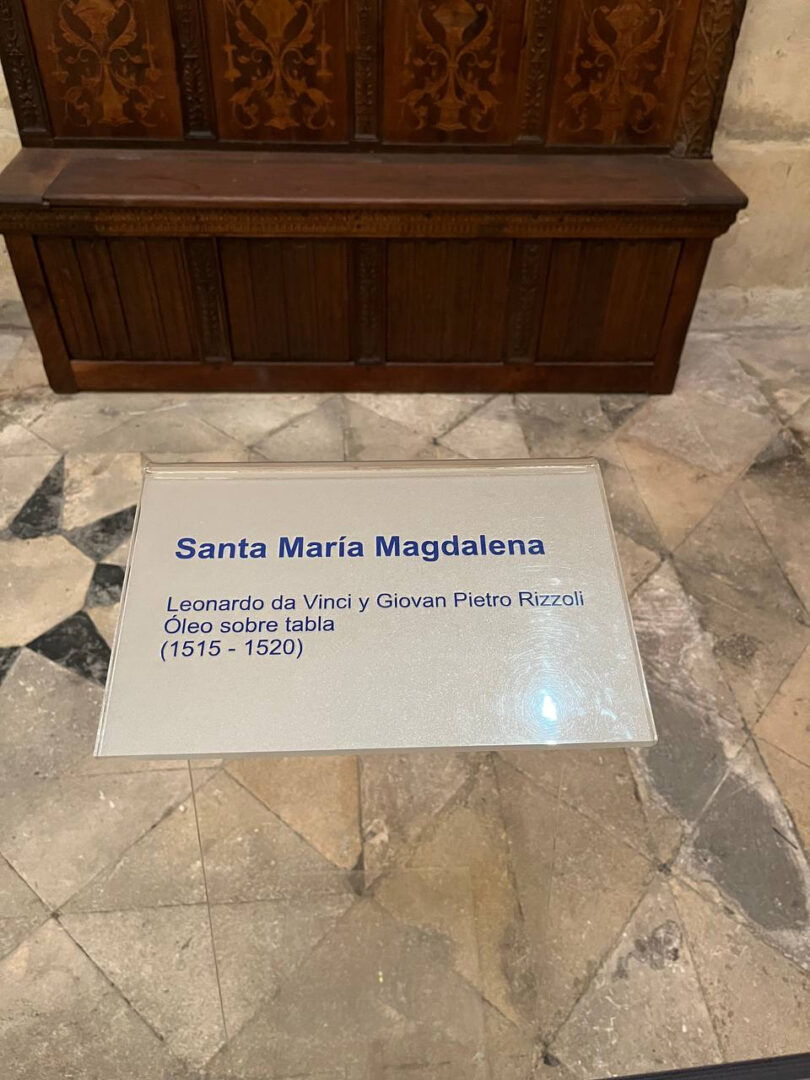 Santa María Magdalena
Leonardo da Vinci y Giovan Pietro Rizzoli
Óleo sobre tabla
(1515 - 1520)